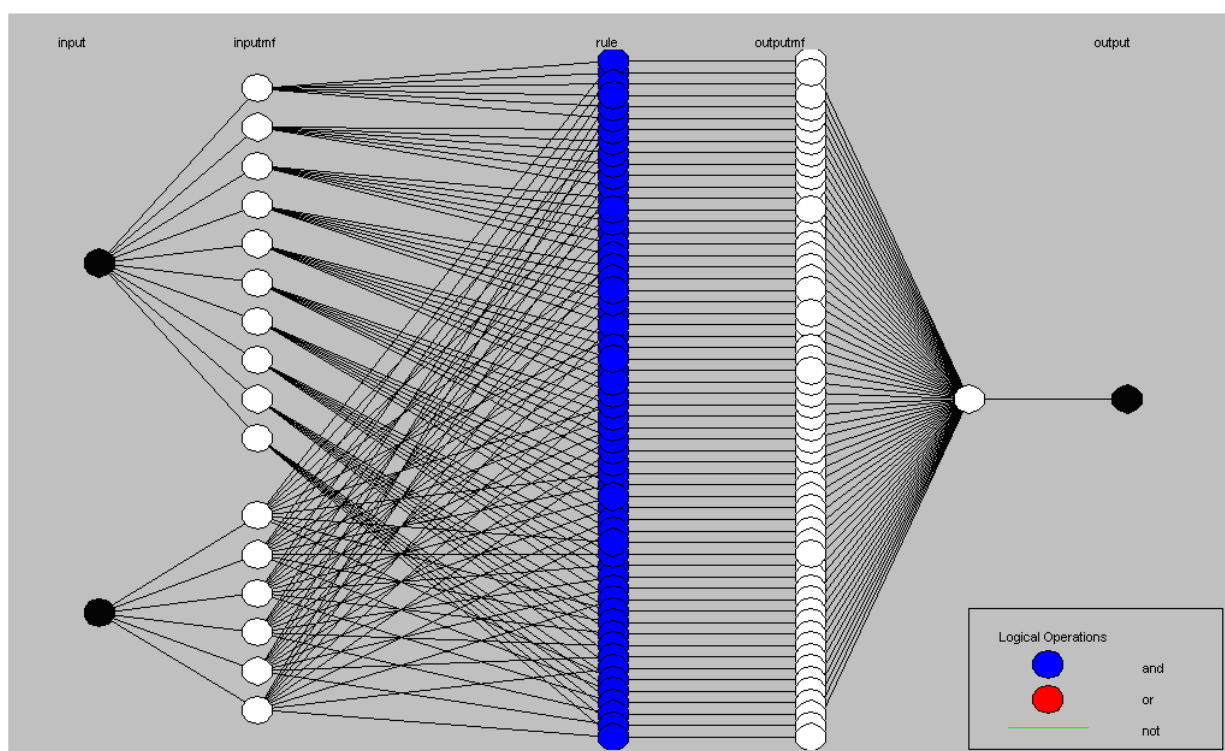 input
inputmf
rule
outputmf
output
Logical Operations
and
or
not